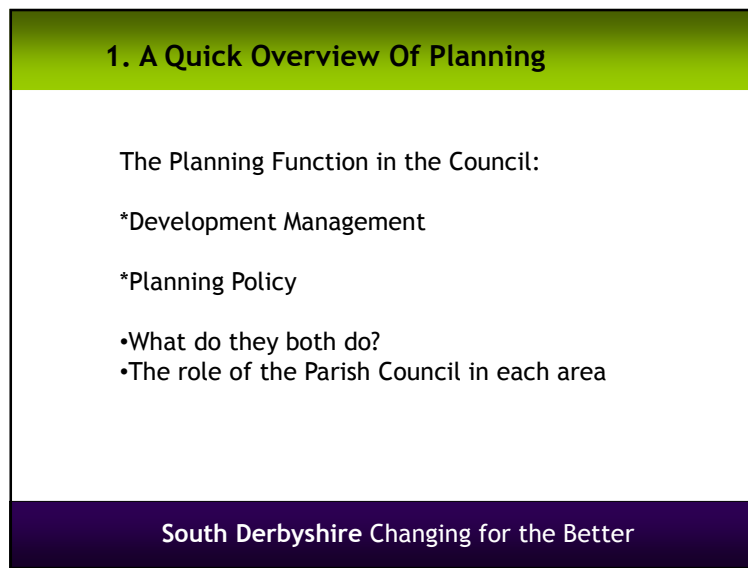 1. A Quick Overview Of Planning
The Planning Function in the Council:
*Development Management
*Planning Policy
•What do they both do?
•The role of the Parish Council in each area
South Derbyshire Changing for the Better